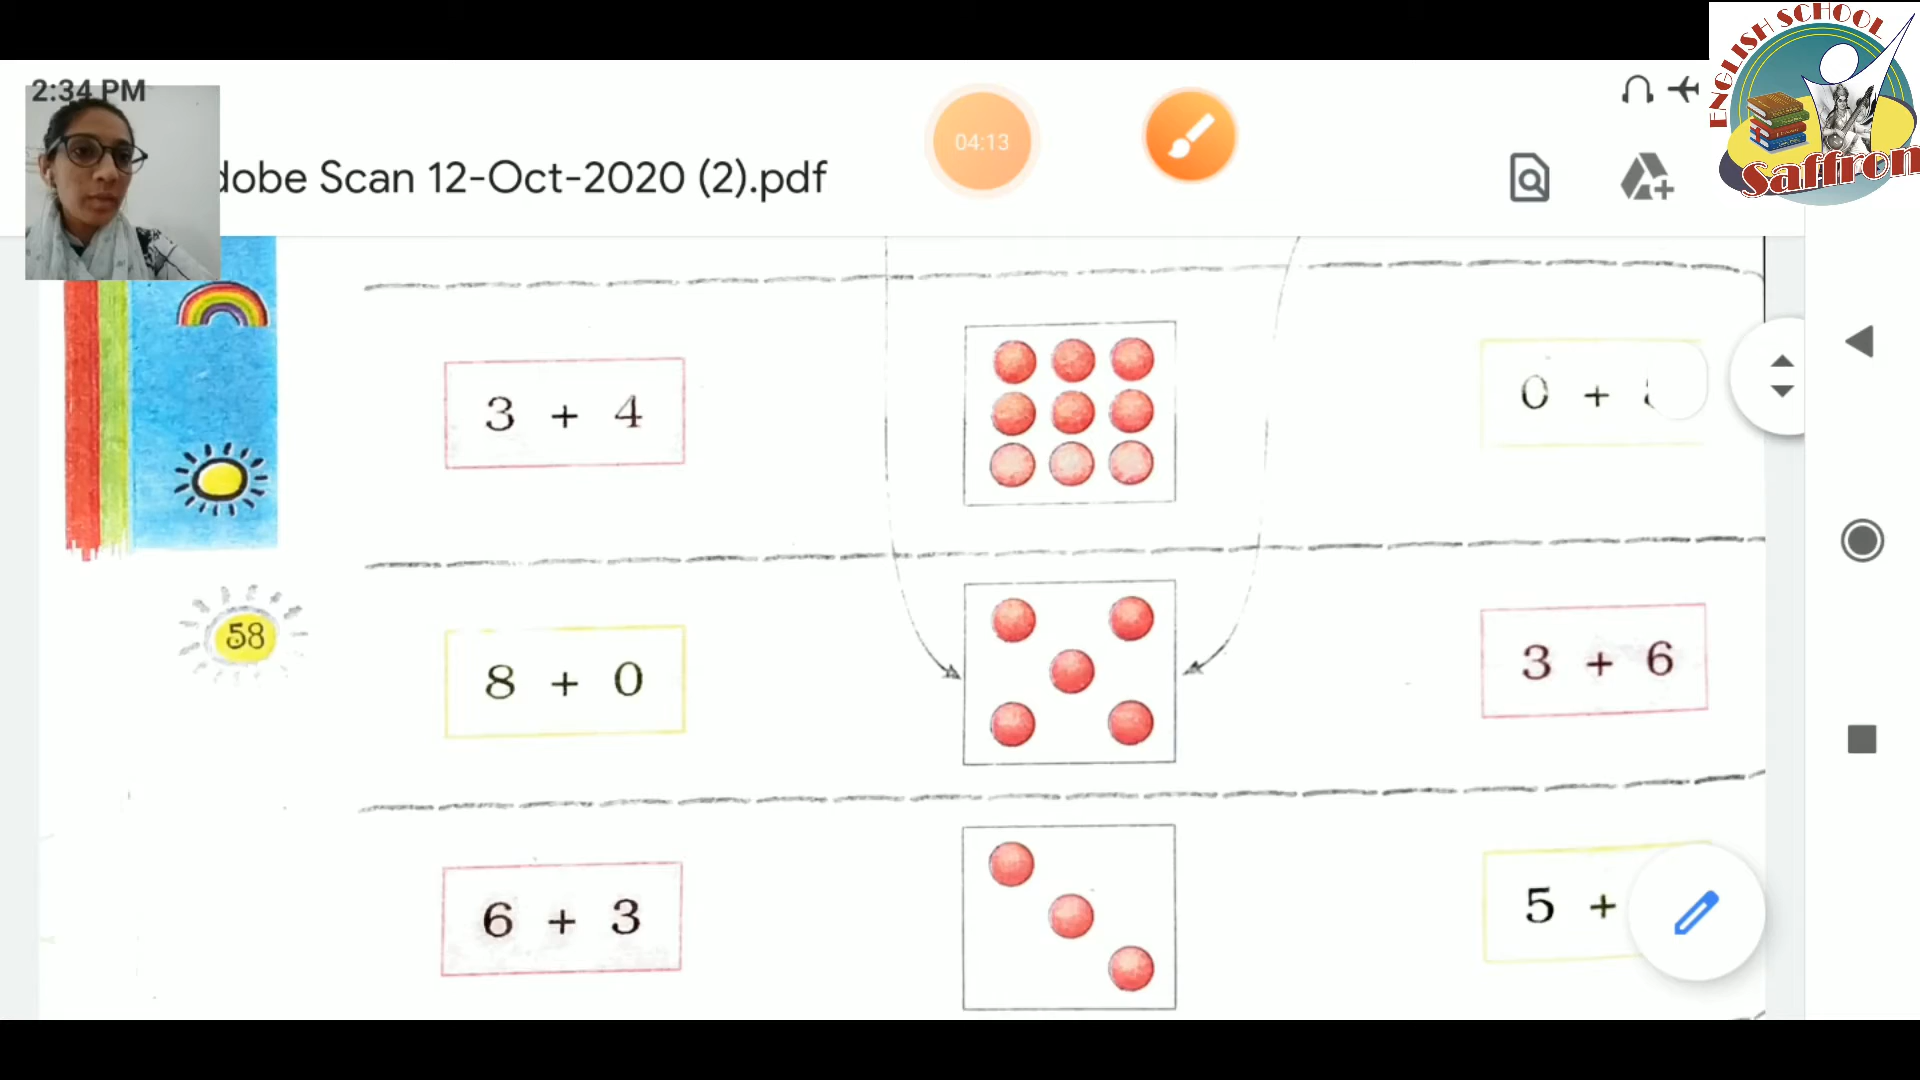 ENGLISH SCHOOL
Saffron
2:34 PM
04:13
dobe Scan 12-Oct-2020 (2).pdf
3 + 4
0 +
58
8 + 0
3 + 6
6 + 3
5 +